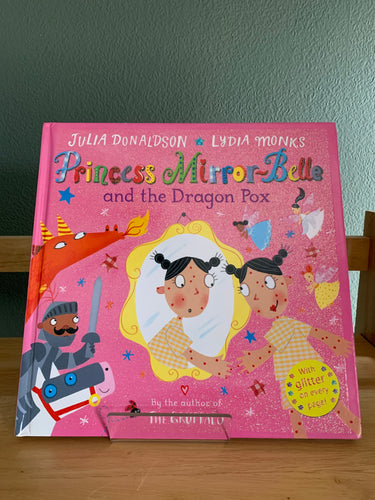 JULIA DONALDSON & LYDIA MONKS
Princess Mirror-Belle
and the Dragon Pox
With
glitter
on every
page!
By the author of
THE GRUFFALO